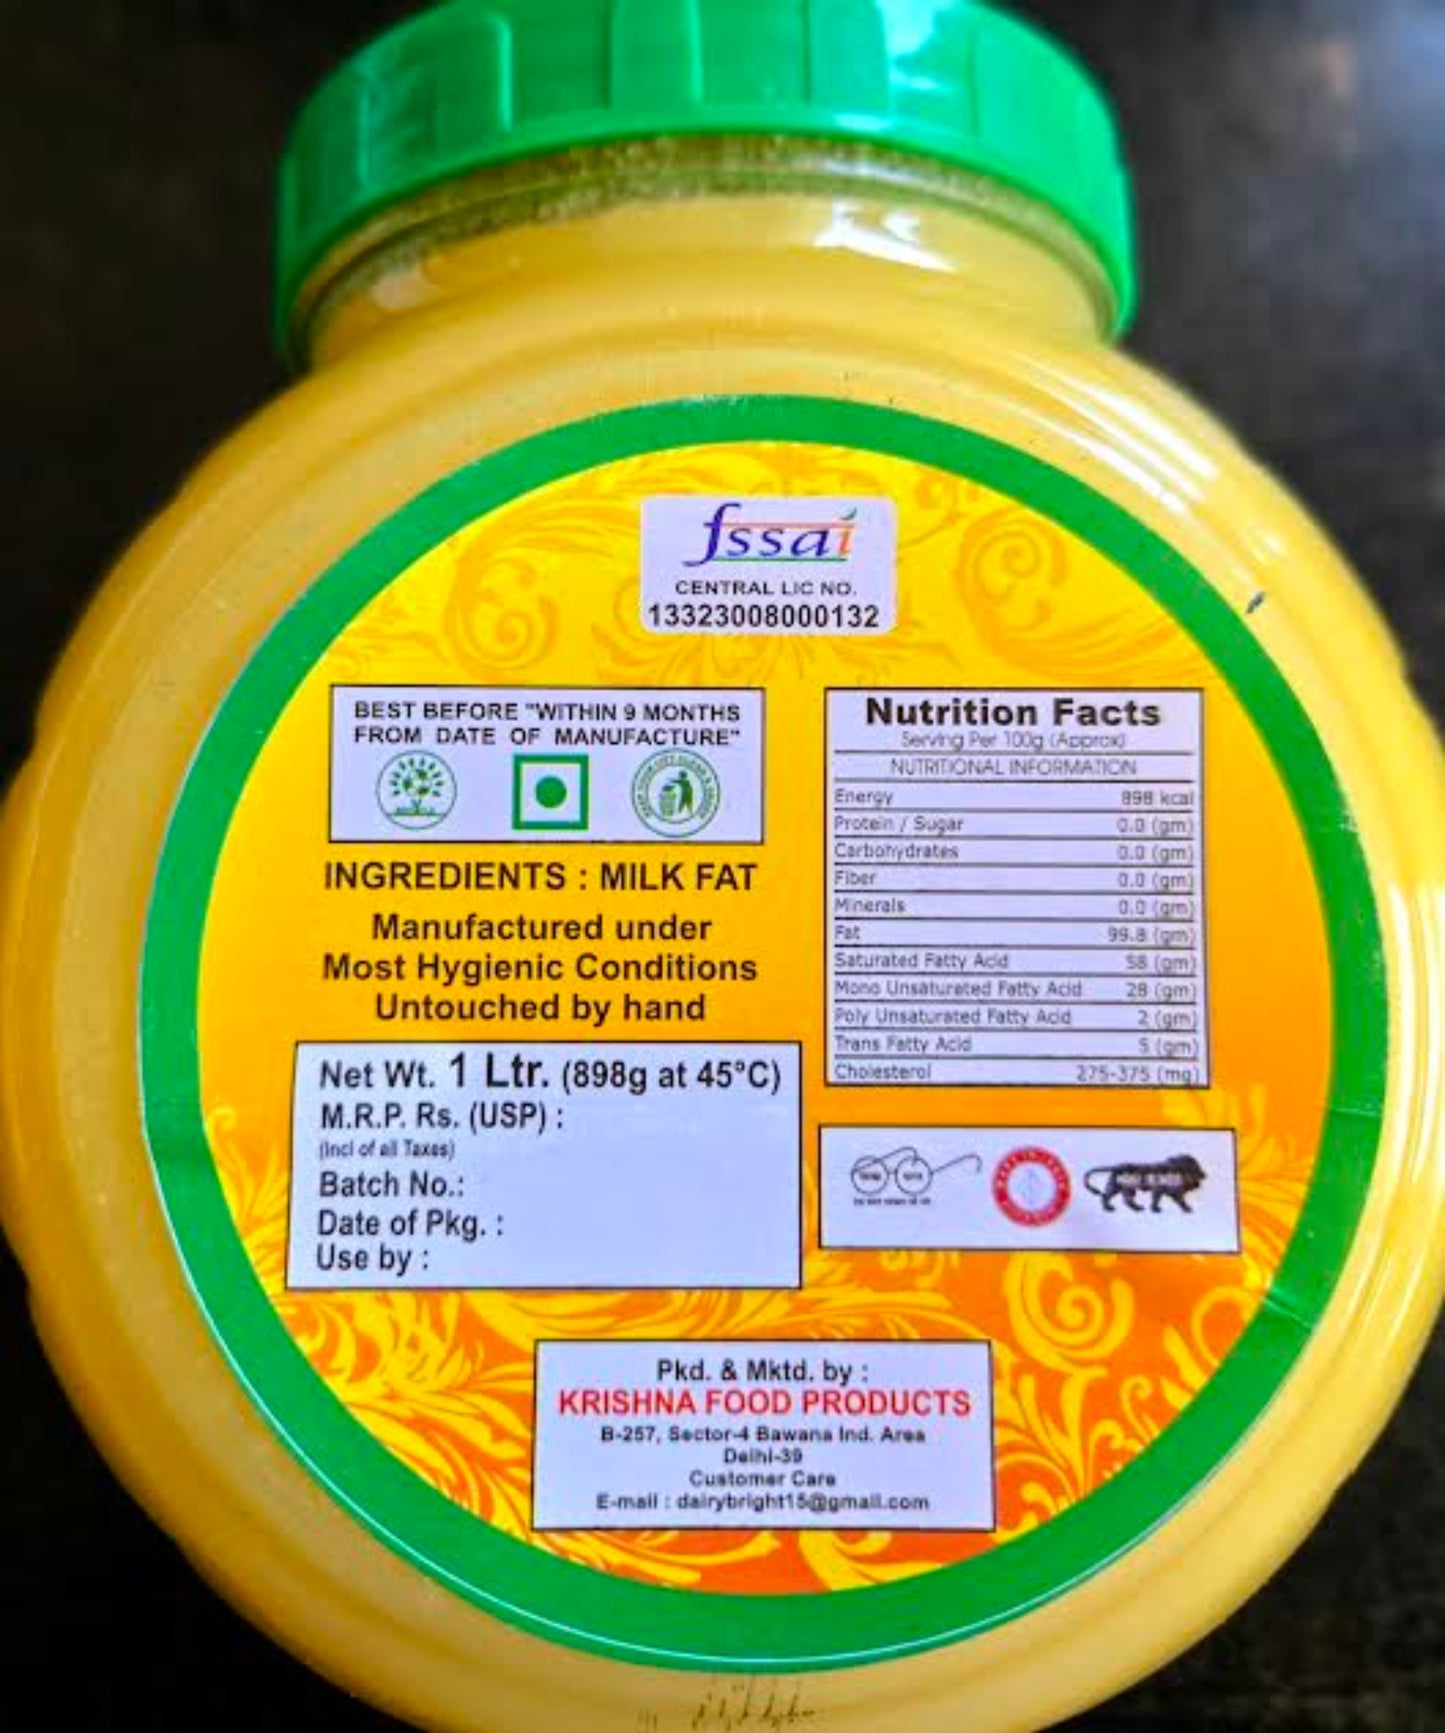 fssai
CENTRAL LIC NO.
13323008000132
BEST BEFORE "WITHIN 9 MONTHS
FROM DATE OF MANUFACTURE"
INGREDIENTS : MILK FAT
Manufactured under
Most Hygienic Conditions
Untouched by hand
Net Wt. 1 Ltr. (898g at 45°C)
M.R.P. Rs. (USP) :
(Incl of all Taxes)
Batch No.:
Date of Pkg. :
Use by :
Nutrition Facts
Serving Per 100g (Approx)
NUTRITIONAL INFORMATION
Energy 898 kcal
Protein / Sugar 0.0 (gm)
Carbohydrates 0.0 (gm)
Fiber 0.0 (gm)
Minerals 0.0 (gm)
Fat 99.8 (gm)
Saturated Fatty Acid 58 (gm)
Mono Unsaturated Fatty Acid 28 (gm)
Poly Unsaturated Fatty Acid 2 (gm)
Trans Fatty Acid 5 (gm)
Cholesterol 275-375 (mg)
Pkd. & Mktd. by :
KRISHNA FOOD PRODUCTS
B-257, Sector-4 Bawana Ind. Area
Delhi-39
Customer Care
E-mail : dairybright15@gmail.com